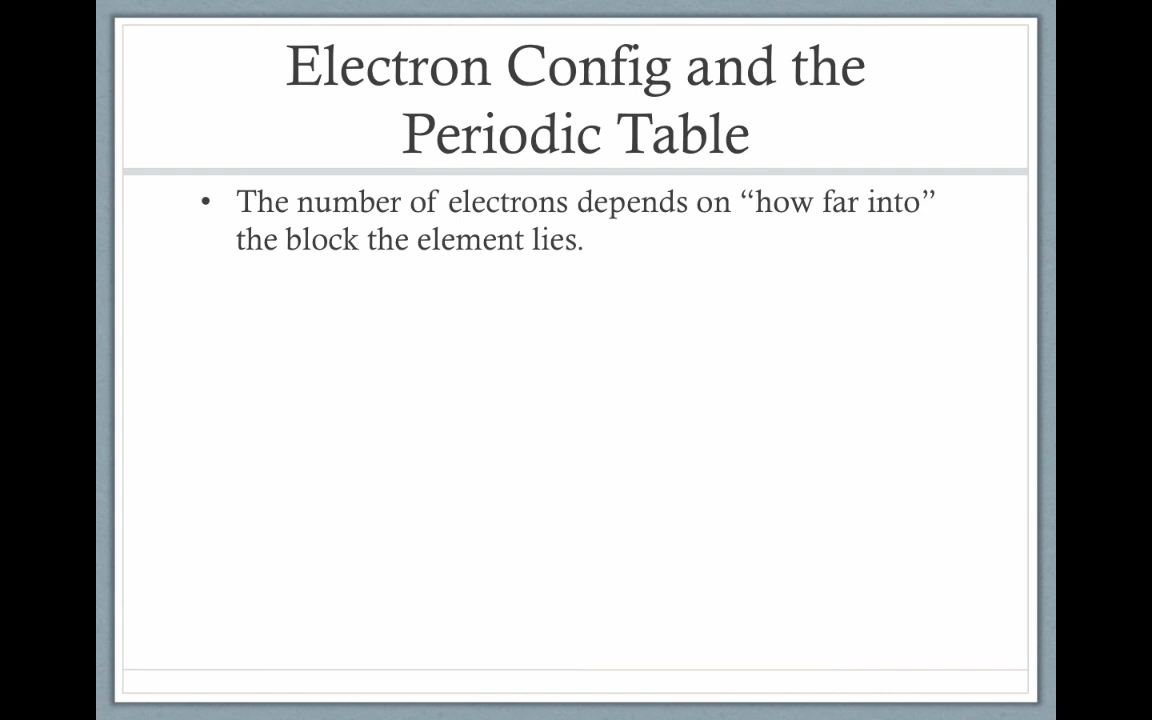 Electron Config and the
Periodic Table
• The number of electrons depends on “how far into”
the block the element lies.